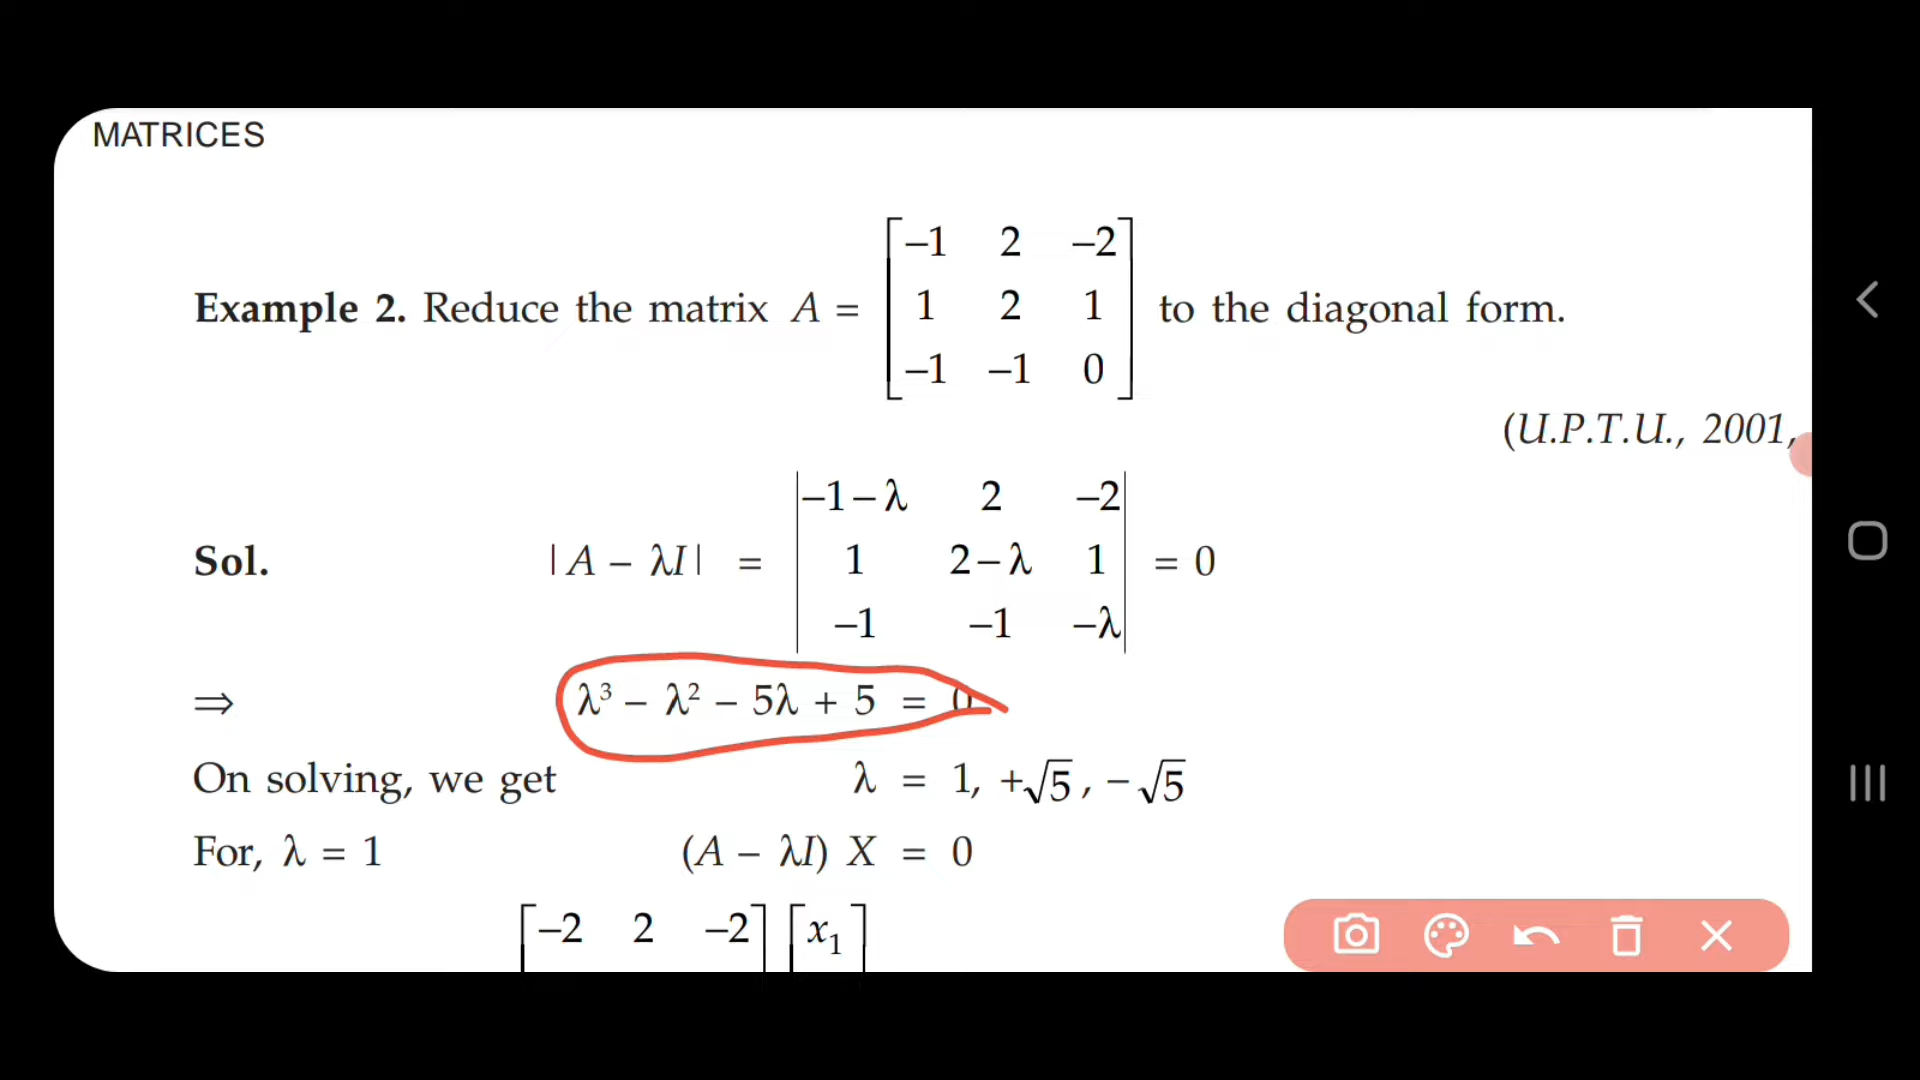 MATRICES
–1 2 –2
Example 2. Reduce the matrix A = 1 2 1 to the diagonal form.
–1 –1 0
(U.P.T.U., 2001,
–1–λ 2 –2
Sol. |A – λI| = 1 2–λ 1 = 0
–1 –1 –λ
⇒ λ³ – λ² – 5λ + 5 = 0
On solving, we get λ = 1, +√5, –√5
For, λ = 1 (A – λI) X = 0
–2 2 –2 x₁